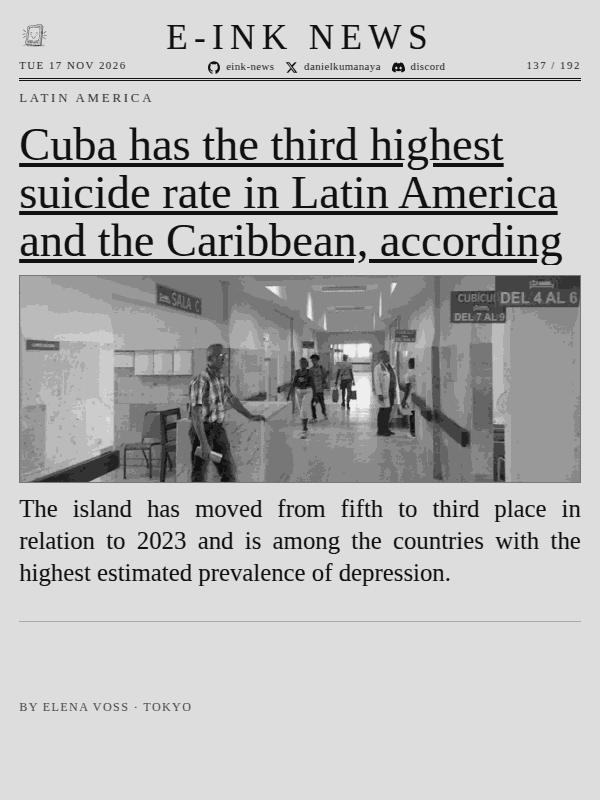 E-INK NEWS
TUE 17 NOV 2026
eink-news danielkumanaya discord
137 / 192
LATIN AMERICA
Cuba has the third highest
suicide rate in Latin America
and the Caribbean, according
SALA C
CUBÍCUL
DEL 7 AL 9
DEL 4 AL 6
The island has moved from fifth to third place in
relation to 2023 and is among the countries with the
highest estimated prevalence of depression.
BY ELENA VOSS · TOKYO